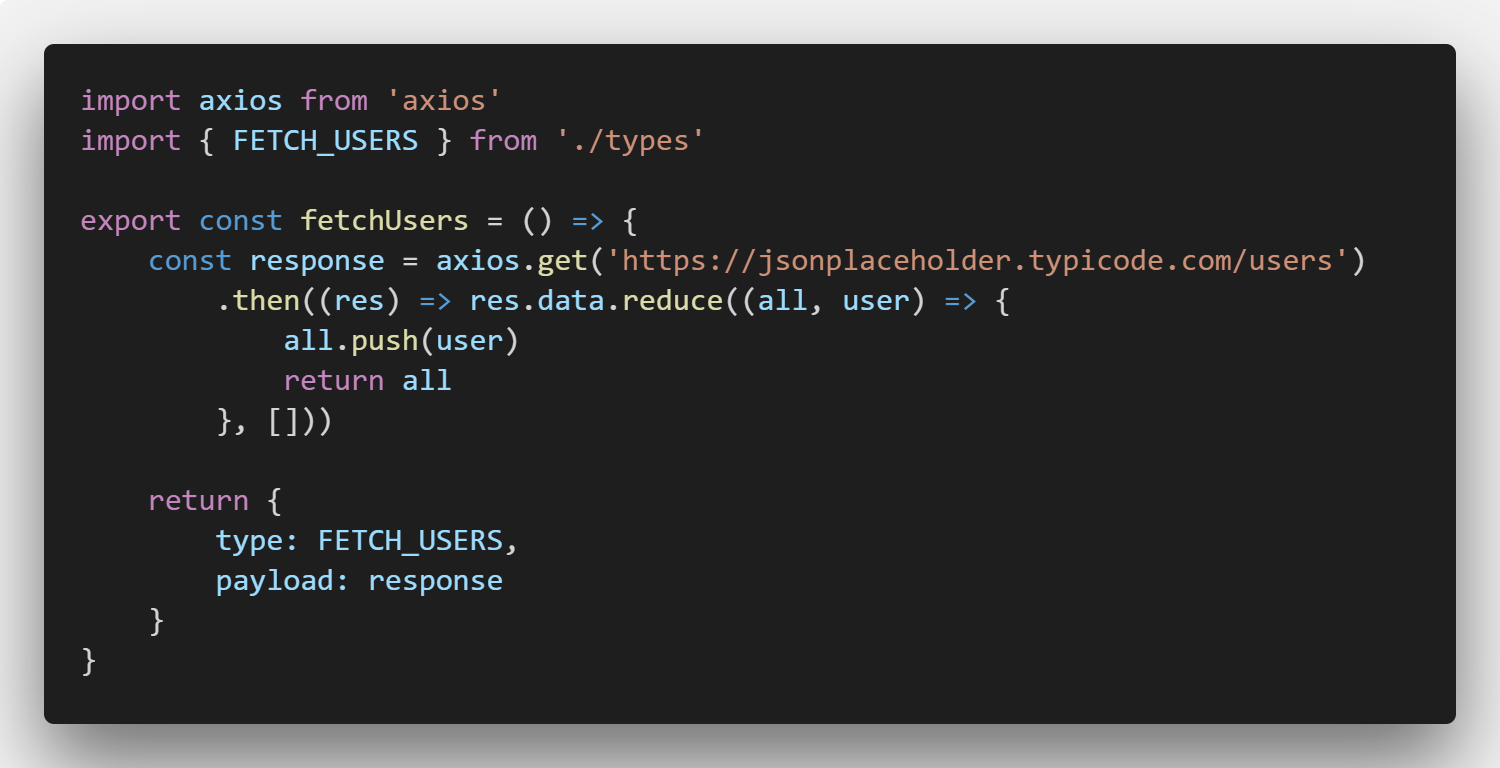 import axios from 'axios'
import { FETCH_USERS } from './types'

export const fetchUsers = () => {
    const response = axios.get('https://jsonplaceholder.typicode.com/users')
        .then((res) => res.data.reduce((all, user) => {
            all.push(user)
            return all
        }, []))

    return {
        type: FETCH_USERS,
        payload: response
    }
}